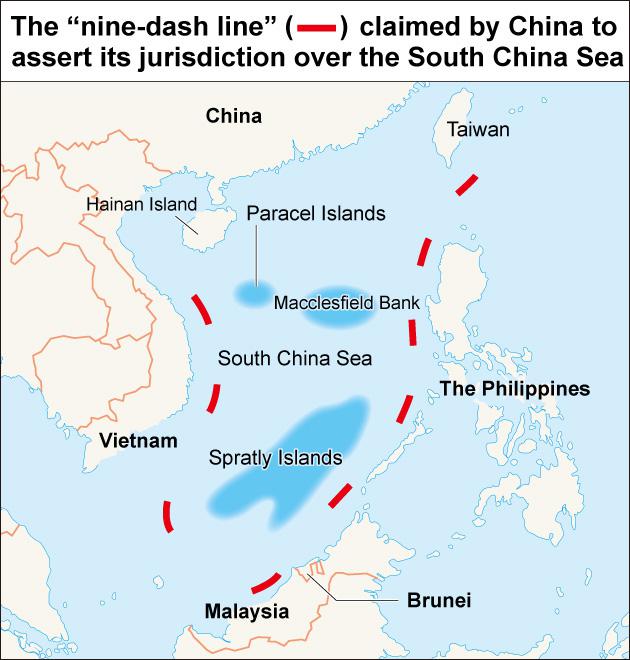 The “nine-dash line” ( ) claimed by China to
assert its jurisdiction over the South China Sea
China
Taiwan
Hainan Island
Paracel Islands
Macclesfield Bank
South China Sea
The Philippines
Vietnam
Spratly Islands
Brunei
Malaysia